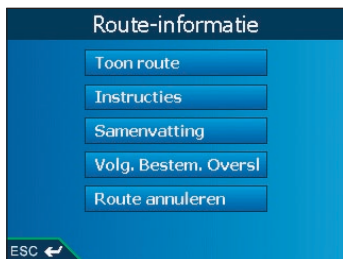 Route-informatie
Toon route
Instructies
Samenvatting
Volg. Bestem. Oversl
Route annuleren
ESC